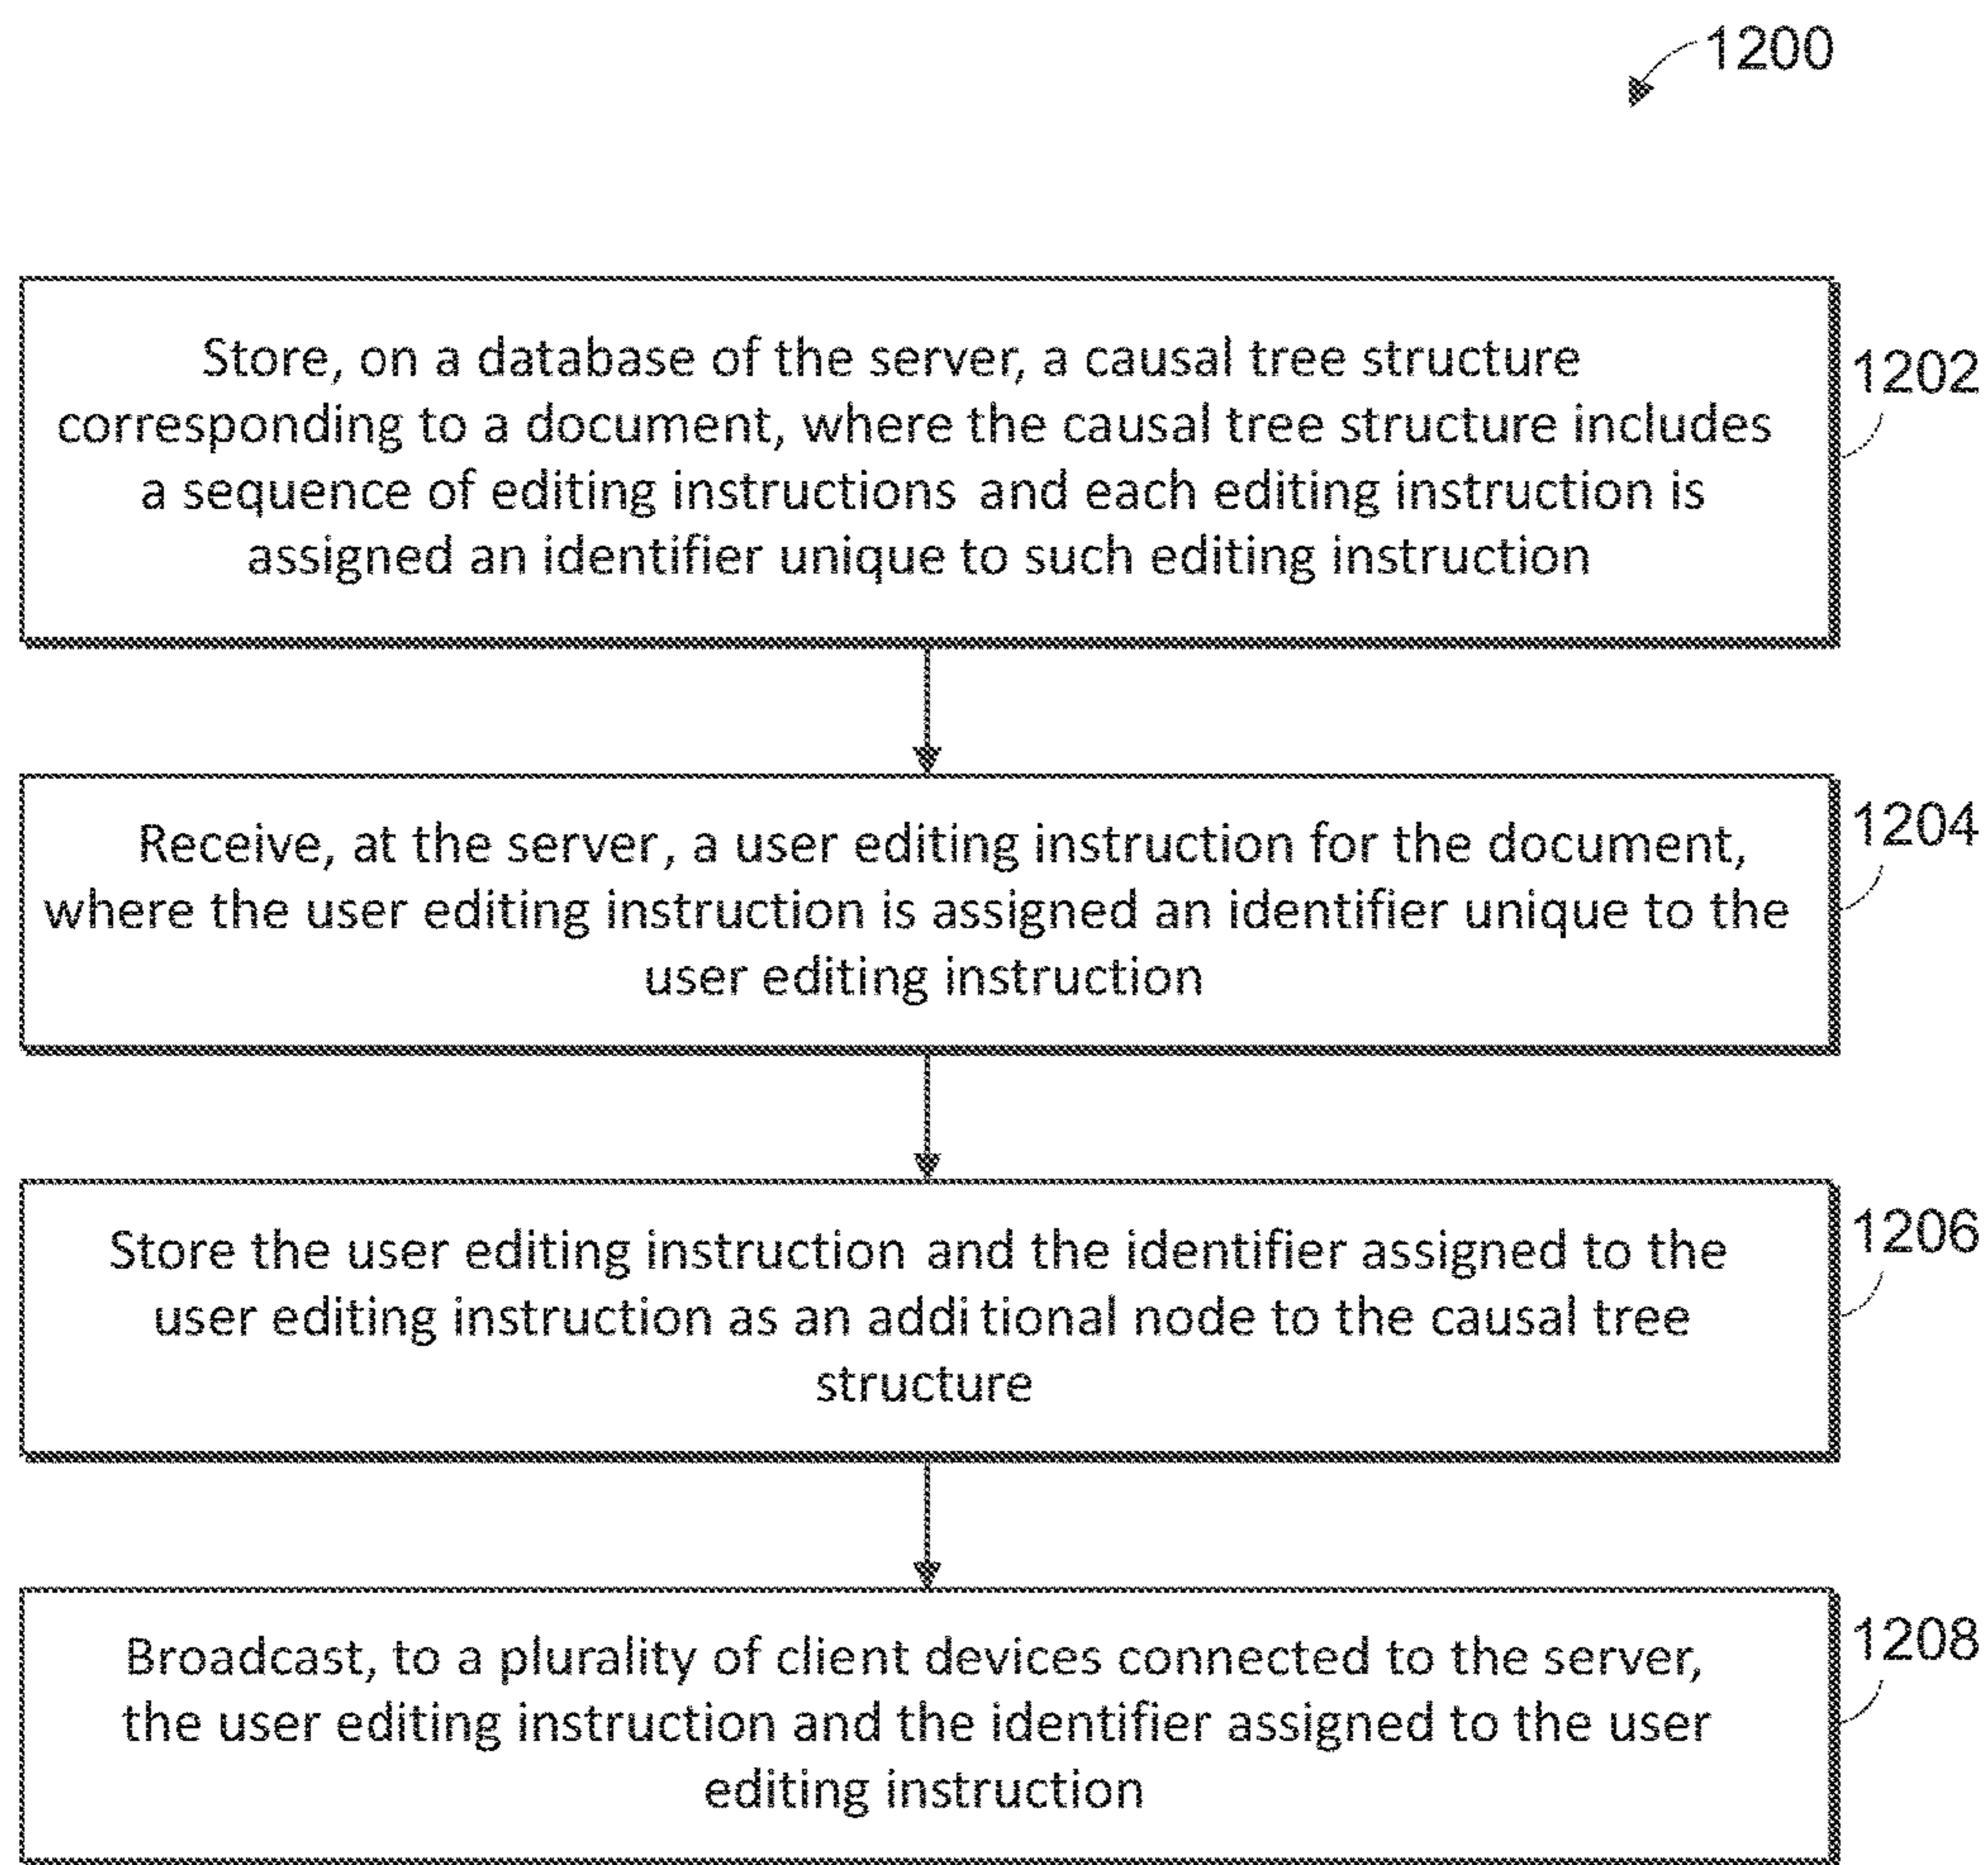 1200
Store, on a database of the server, a causal tree structure
corresponding to a document, where the causal tree structure includes
a sequence of editing instructions and each editing instruction is
assigned an identifier unique to such editing instruction
1202
Receive, at the server, a user editing instruction for the document,
where the user editing instruction is assigned an identifier unique to the
user editing instruction
1204
Store the user editing instruction and the identifier assigned to the
user editing instruction as an additional node to the causal tree
structure
1206
Broadcast, to a plurality of client devices connected to the server,
the user editing instruction and the identifier assigned to the user
editing instruction
1208